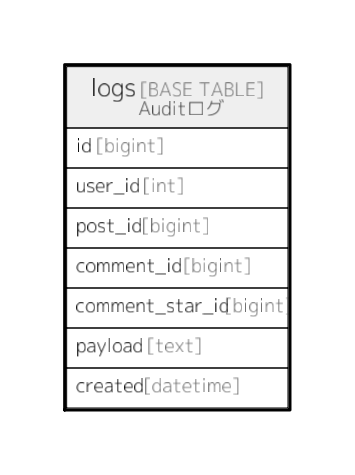 logs [BASE TABLE]
Auditログ
id [bigint]
user_id [int]
post_id [bigint]
comment_id [bigint]
comment_star_id [bigint]
payload [text]
created [datetime]